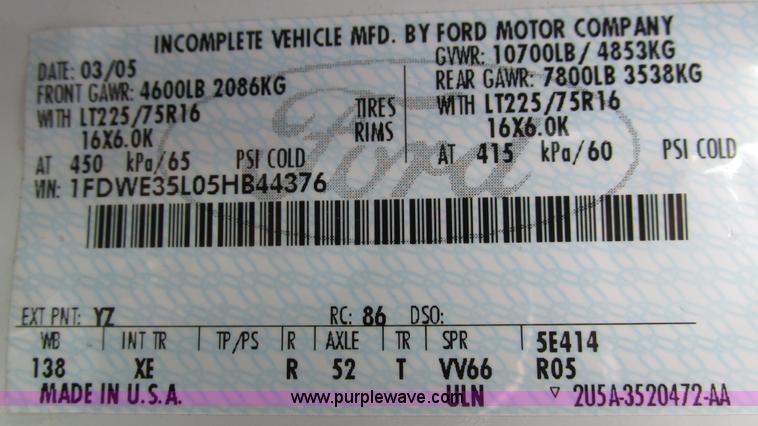 INCOMPLETE VEHICLE MFD. BY FORD MOTOR COMPANY
DATE: 03/05 GVWR: 10700LB/ 4853KG
FRONT GAWR: 4600LB 2086KG REAR GAWR: 7800LB 3538KG
WITH LT225/75R16 TIRES WITH LT225/75R16
16X6.0K RIMS 16X6.0K
AT 450 kPa/65 PSI COLD AT 415 kPa/60 PSI COLD
VIN: 1FDWE35L05HB44376
Ford
EXT PNT: YZ RC: 86 DSO:
WB INT TR TP/PS R AXLE TR SPR 5E414
138 XE R 52 T VV66 R05
MADE IN U.S.A. ULN ▽ 2U5A-3520472-AA
www.purplewave.com